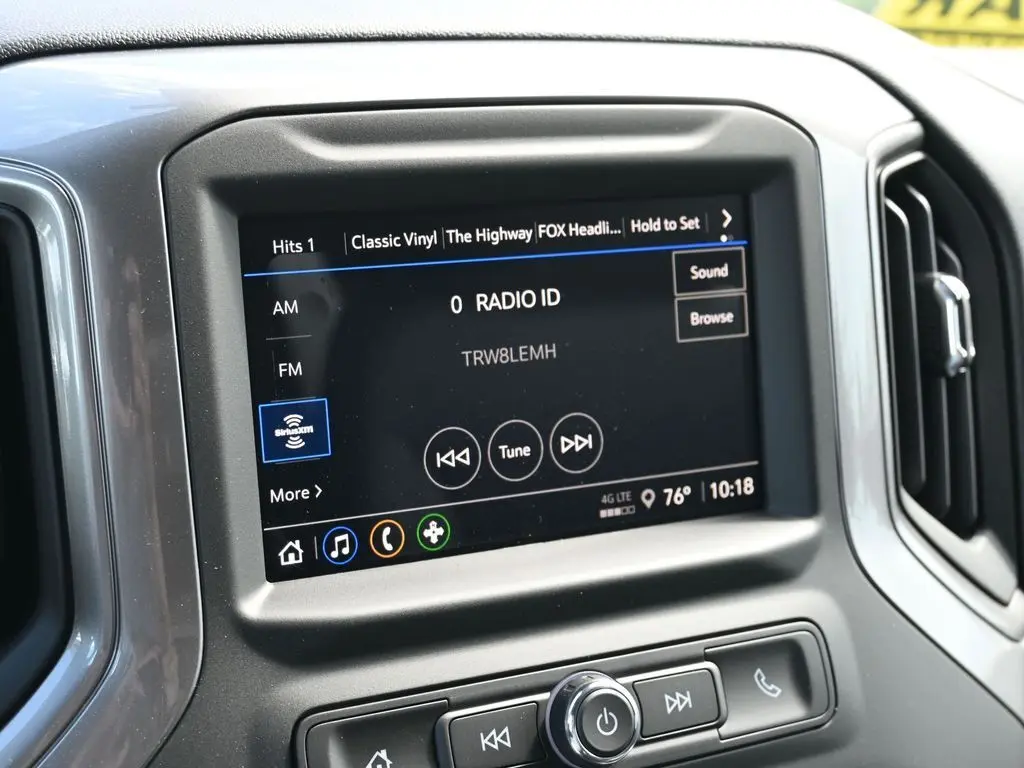 Hits 1
Classic Vinyl
The Highway
FOX Headli...
Hold to Set
AM
0 RADIO ID
Sound
Browse
FM
TRW8LEMH
SiriusXM
Tune
More
4G LTE
76°
10:18